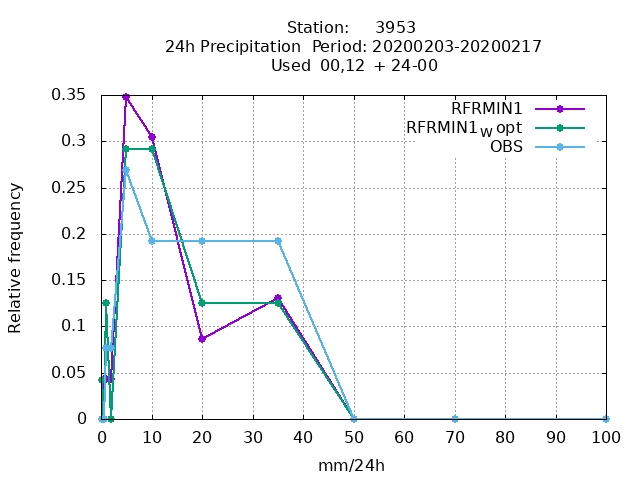 Station: 3953
24h Precipitation Period: 20200203-20200217
Used 00,12 + 24-00
RFRMIN1
RFRMIN1W opt
OBS
0.35
0.3
0.25
0.2
0.15
0.1
0.05
0
Relative frequency
0 10 20 30 40 50 60 70 80 90 100
mm/24h